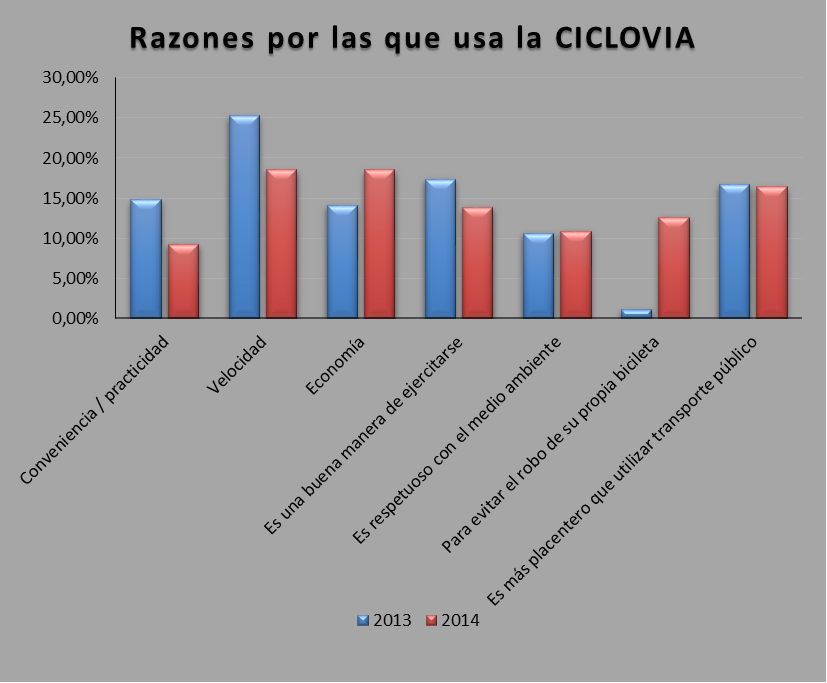 Razones por las que usa la CICLOVIA
30,00%
25,00%
20,00%
15,00%
10,00%
5,00%
0,00%
Conveniencia / practicidad
Velocidad
Economía
Es una buena manera de ejercitarse
Es respetuoso con el medio ambiente
Para evitar el robo de su propia bicileta
Es más placentero que utilizar transporte público
2013
2014